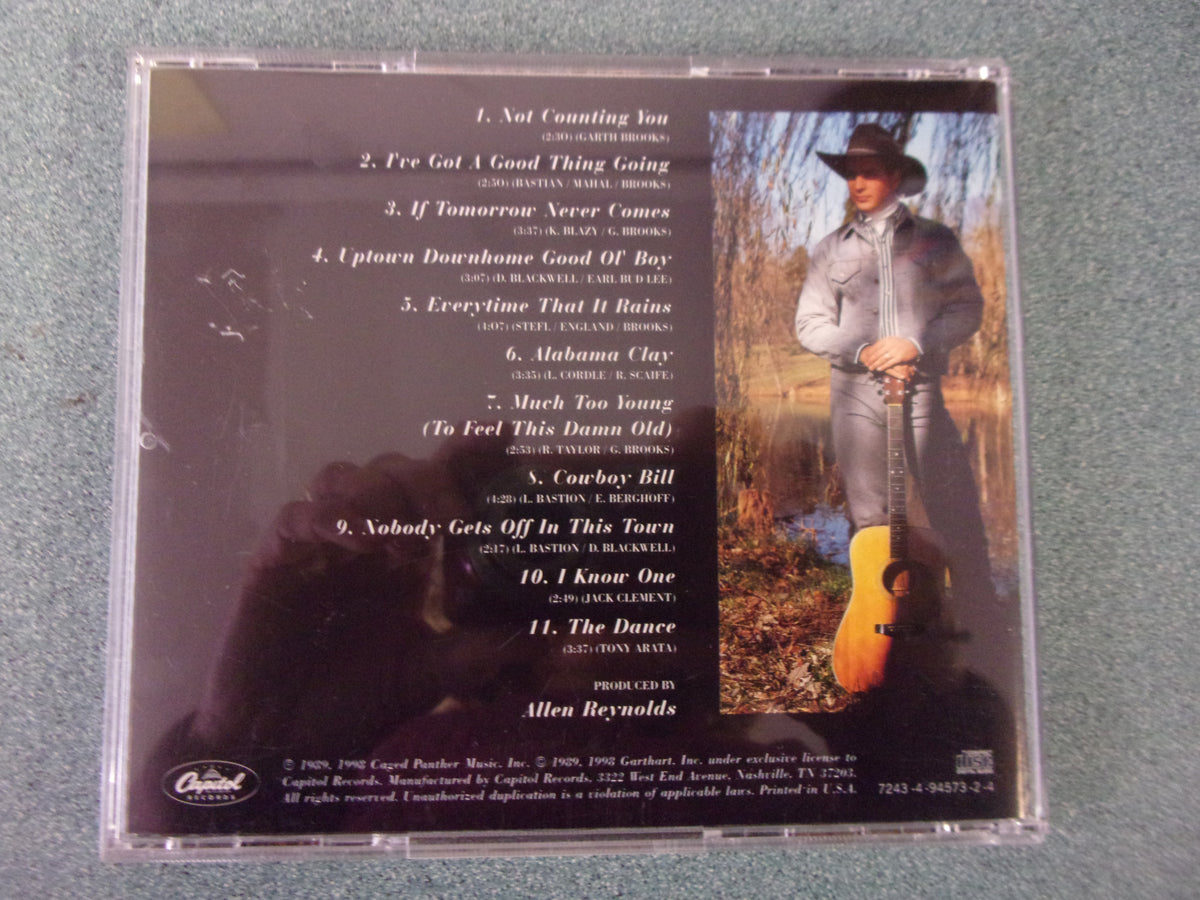 1. Not Counting You
(2:30) (GARTH BROOKS)
2. I've Got A Good Thing Going
(2:50) (BASTIAN / MAHAL / BROOKS)
3. If Tomorrow Never Comes
(3:37) (K. BLAZY / G. BROOKS)
4. Uptown Downhome Good Ol' Boy
(3:07) (D. BLACKWELL / EARL BUD LEE)
5. Everytime That It Rains
(4:07) (STEFL / ENGLAND / BROOKS)
6. Alabama Clay
(3:35) (L. CORDLE / R. SCAIFE)
7. Much Too Young
(To Feel This Damn Old)
(2:53) (R. TAYLOR / G. BROOKS)
8. Cowboy Bill
(4:28) (L. BASTION / E. BERGHOFF)
9. Nobody Gets Off In This Town
(2:17) (L. BASTION / D. BLACKWELL)
10. I Know One
(2:49) (JACK CLEMENT)
11. The Dance
(3:37) (TONY ARATA)
PRODUCED BY
Allen Reynolds
℗ 1989, 1998 Caged Panther Music, Inc. © 1989, 1998 Garthart, Inc. under exclusive license to
Capitol Records. Manufactured by Capitol Records, 3322 West End Avenue, Nashville, TN 37203.
All rights reserved. Unauthorized duplication is a violation of applicable laws. Printed in U.S.A.
Capitol
RECORDS
disc
7243-4-94573-2-4